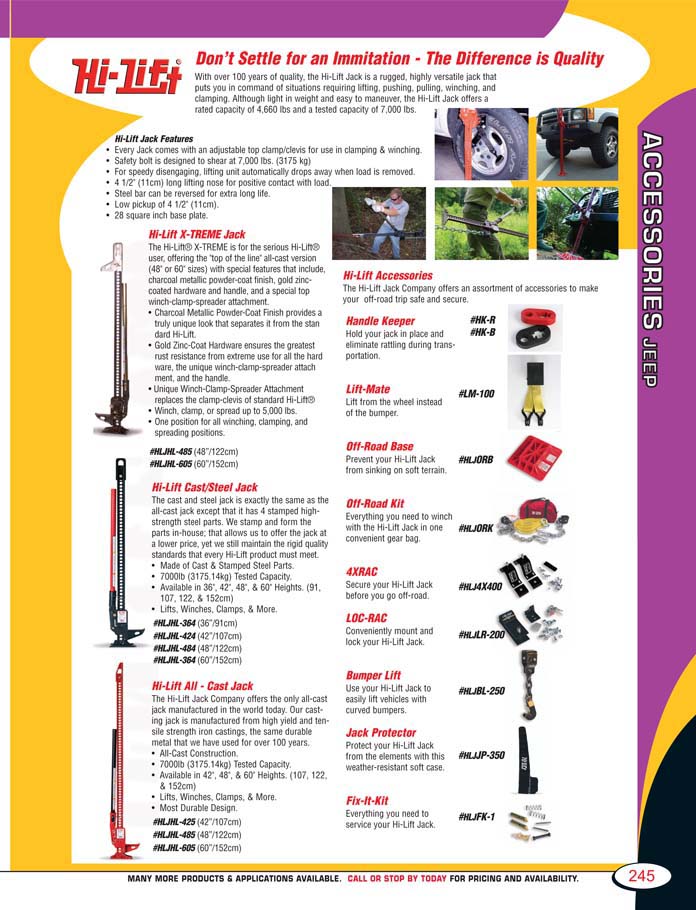 Hi-Lift
Don't Settle for an Immitation - The Difference is Quality
With over 100 years of quality, the Hi-Lift Jack is a rugged, highly versatile jack that
puts you in command of situations requiring lifting, pushing, pulling, winching, and
clamping. Although light in weight and easy to maneuver, the Hi-Lift Jack offers a
rated capacity of 4,660 lbs and a tested capacity of 7,000 lbs.
Hi-Lift Jack Features
• Every Jack comes with an adjustable top clamp/clevis for use in clamping & winching.
• Safety bolt is designed to shear at 7,000 lbs. (3175 kg)
• For speedy disengaging, lifting unit automatically drops away when load is removed.
• 4 1/2" (11cm) long lifting nose for positive contact with load.
• Steel bar can be reversed for extra long life.
• Low pickup of 4 1/2" (11cm).
• 28 square inch base plate.
Hi-Lift X-TREME Jack
The Hi-Lift® X-TREME is for the serious Hi-Lift®
user, offering the "top of the line" all-cast version
(48" or 60" sizes) with special features that include,
charcoal metallic powder-coat finish, gold zinc-
coated hardware and handle, and a special top
winch-clamp-spreader attachment.
• Charcoal Metallic Powder-Coat Finish provides a
truly unique look that separates it from the stan
dard Hi-Lift.
• Gold Zinc-Coat Hardware ensures the greatest
rust resistance from extreme use for all the hard
ware, the unique winch-clamp-spreader attach
ment, and the handle.
• Unique Winch-Clamp-Spreader Attachment
replaces the clamp-clevis of standard Hi-Lift®
• Winch, clamp, or spread up to 5,000 lbs.
• One position for all winching, clamping, and
spreading positions.
#HLJHL-485 (48"/122cm)
#HLJHL-605 (60"/152cm)
Hi-Lift Cast/Steel Jack
The cast and steel jack is exactly the same as the
all-cast jack except that it has 4 stamped high-
strength steel parts. We stamp and form the
parts in-house; that allows us to offer the jack at
a lower price, yet we still maintain the rigid quality
standards that every Hi-Lift product must meet.
• Made of Cast & Stamped Steel Parts.
• 7000lb (3175.14kg) Tested Capacity.
• Available in 36", 42", 48", & 60" Heights. (91,
107, 122, & 152cm)
• Lifts, Winches, Clamps, & More.
#HLJHL-364 (36"/91cm)
#HLJHL-424 (42"/107cm)
#HLJHL-484 (48"/122cm)
#HLJHL-364 (60"/152cm)
Hi-Lift All - Cast Jack
The Hi-Lift Jack Company offers the only all-cast
jack manufactured in the world today. Our cast-
ing jack is manufactured from high yield and ten-
sile strength iron castings, the same durable
metal that we have used for over 100 years.
• All-Cast Construction.
• 7000lb (3175.14kg) Tested Capacity.
• Available in 42", 48", & 60" Heights. (107, 122,
& 152cm)
• Lifts, Winches, Clamps, & More.
• Most Durable Design.
#HLJHL-425 (42"/107cm)
#HLJHL-485 (48"/122cm)
#HLJHL-605 (60"/152cm)
Hi-Lift Accessories
The Hi-Lift Jack Company offers an assortment of accessories to make
your off-road trip safe and secure.
Handle Keeper
Hold your jack in place and
eliminate rattling during trans-
portation.
#HK-R
#HK-B
Lift-Mate
Lift from the wheel instead
of the bumper.
#LM-100
Off-Road Base
Prevent your Hi-Lift Jack
from sinking on soft terrain.
#HLJORB
Off-Road Kit
Everything you need to winch
with the Hi-Lift Jack in one
convenient gear bag.
#HLJORK
4XRAC
Secure your Hi-Lift Jack
before you go off-road.
#HLJ4X400
LOC-RAC
Conveniently mount and
lock your Hi-Lift Jack.
#HLJLR-200
Bumper Lift
Use your Hi-Lift Jack to
easily lift vehicles with
curved bumpers.
#HLJBL-250
Jack Protector
Protect your Hi-Lift Jack
from the elements with this
weather-resistant soft case.
#HLJJP-350
Fix-It-Kit
Everything you need to
service your Hi-Lift Jack.
#HLJFK-1
ACCESSORIES JEEP
MANY MORE PRODUCTS & APPLICATIONS AVAILABLE. CALL OR STOP BY TODAY FOR PRICING AND AVAILABILITY.
245